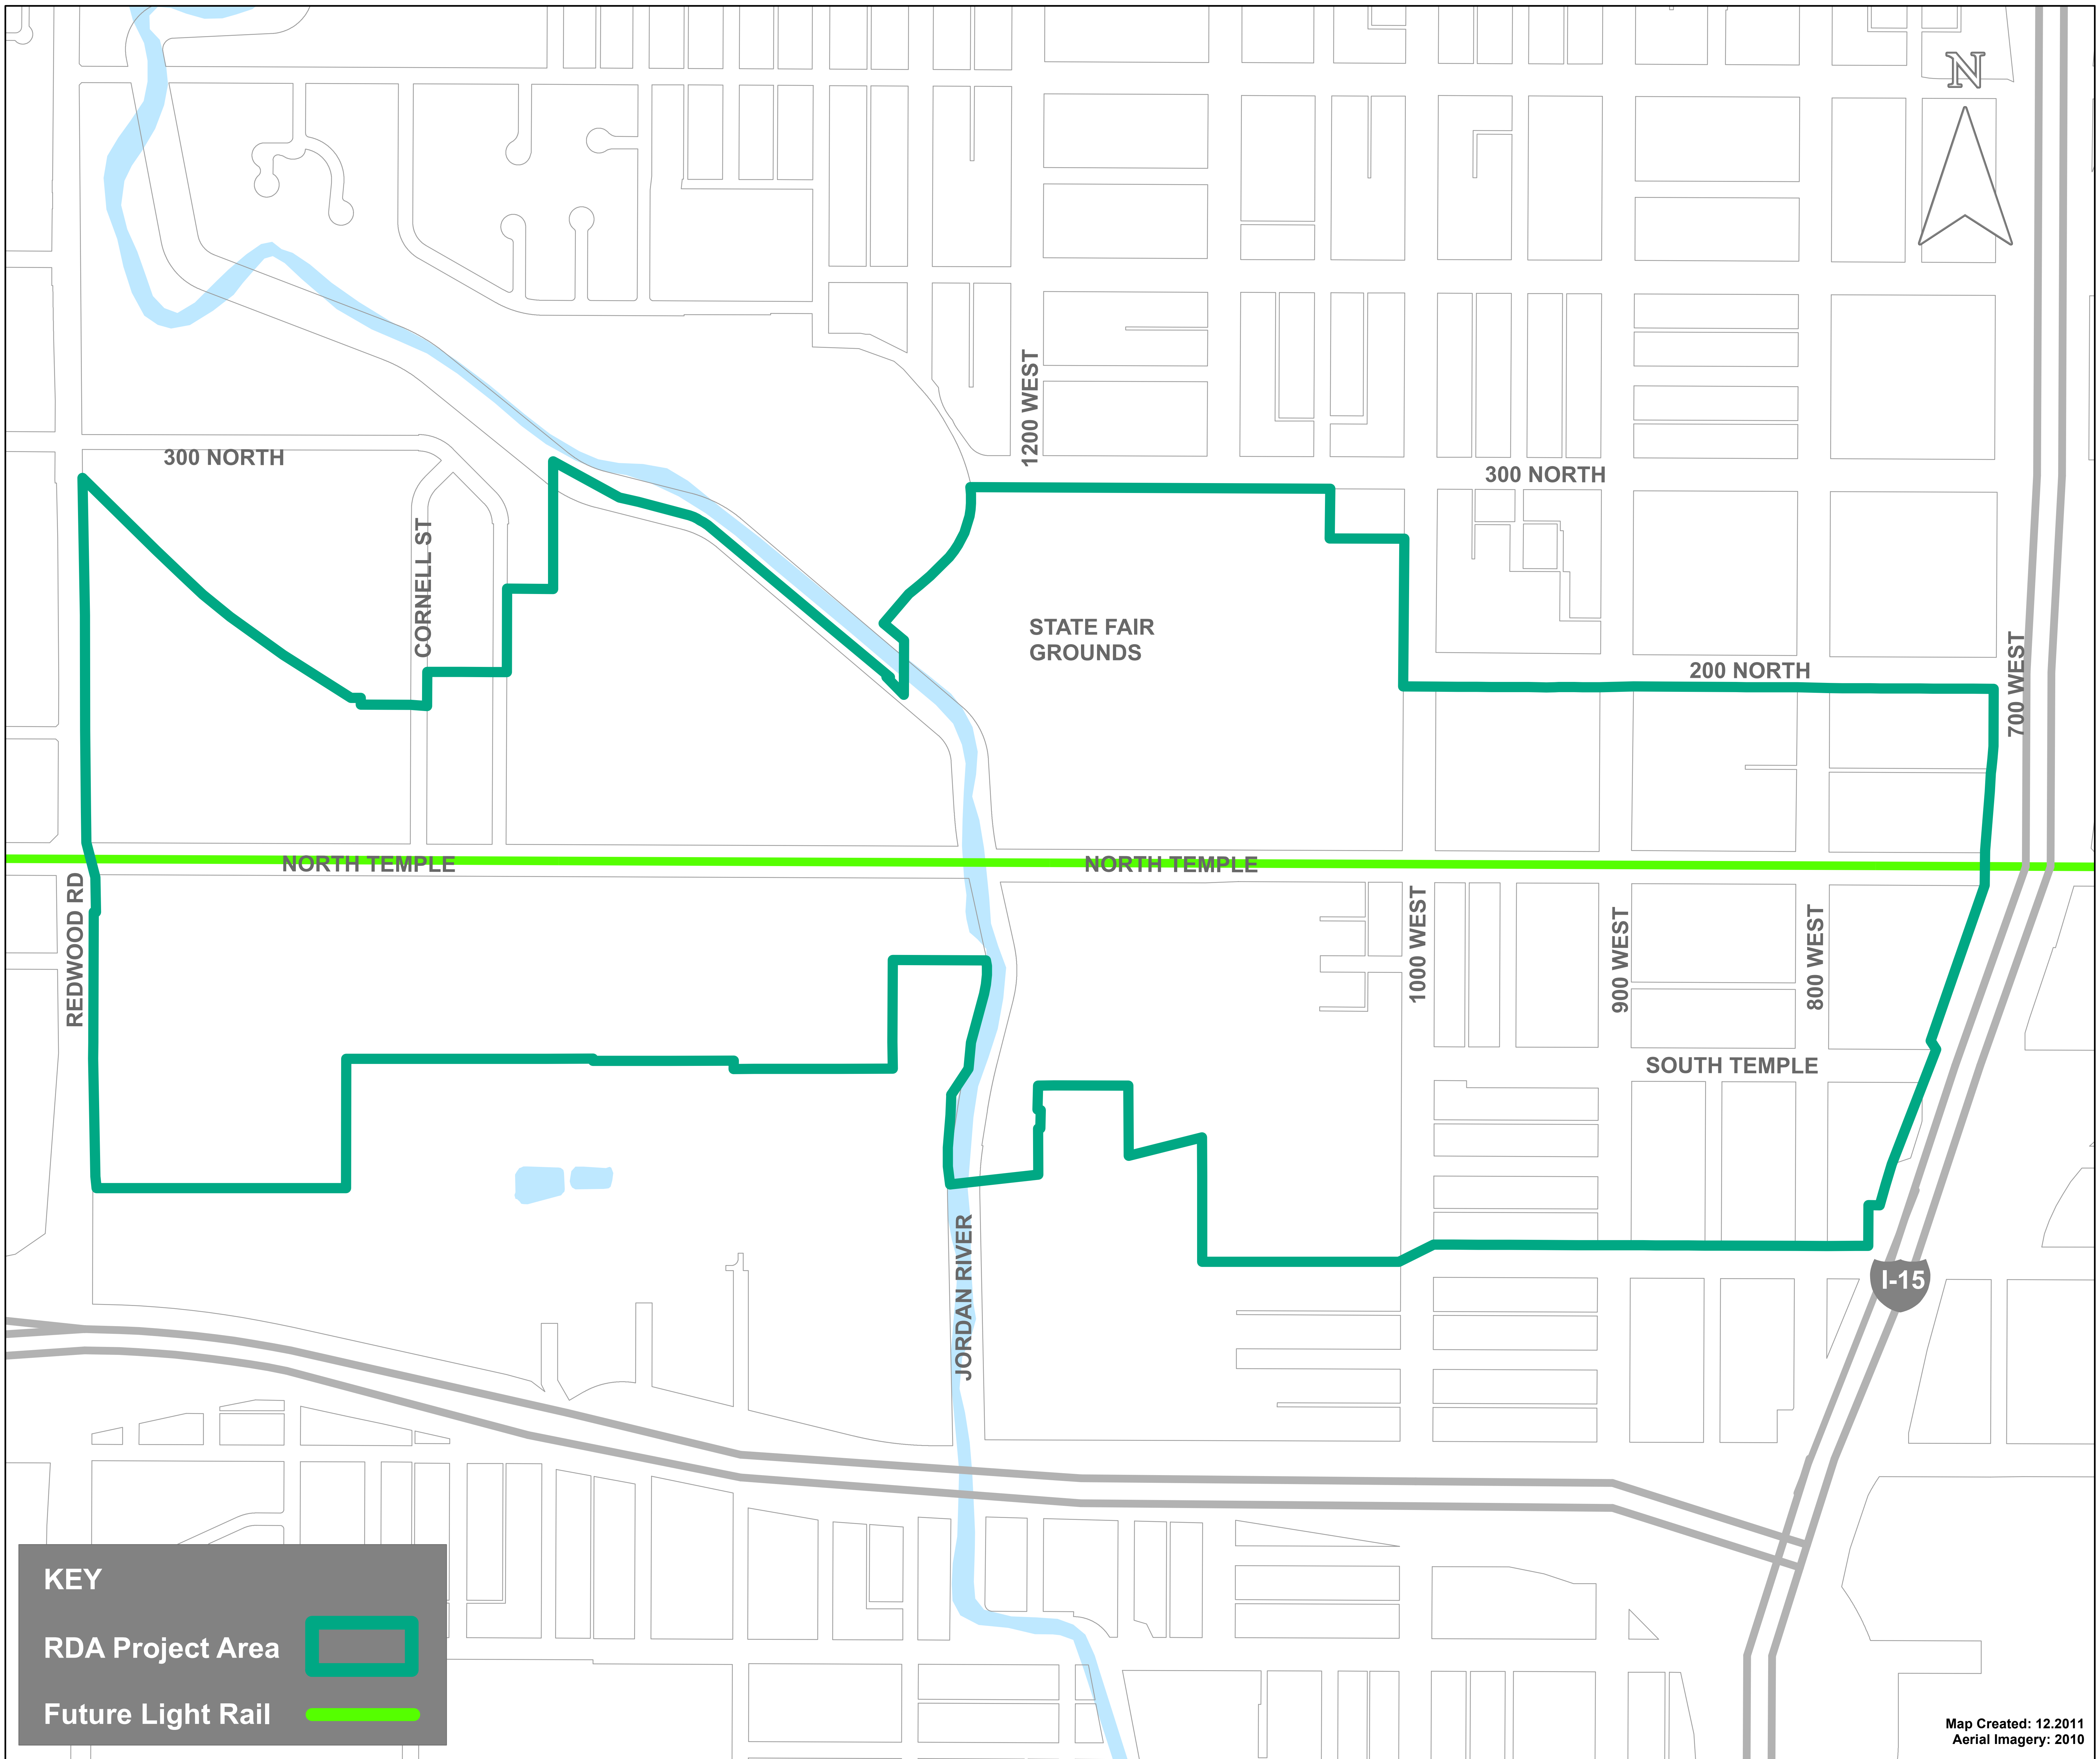 N
1200 WEST
300 NORTH
300 NORTH
CORNELL ST
STATE FAIR
GROUNDS
200 NORTH
700 WEST
NORTH TEMPLE
NORTH TEMPLE
REDWOOD RD
1000 WEST
900 WEST
800 WEST
SOUTH TEMPLE
JORDAN RIVER
I-15
KEY
RDA Project Area
Future Light Rail
Map Created: 12.2011
Aerial Imagery: 2010